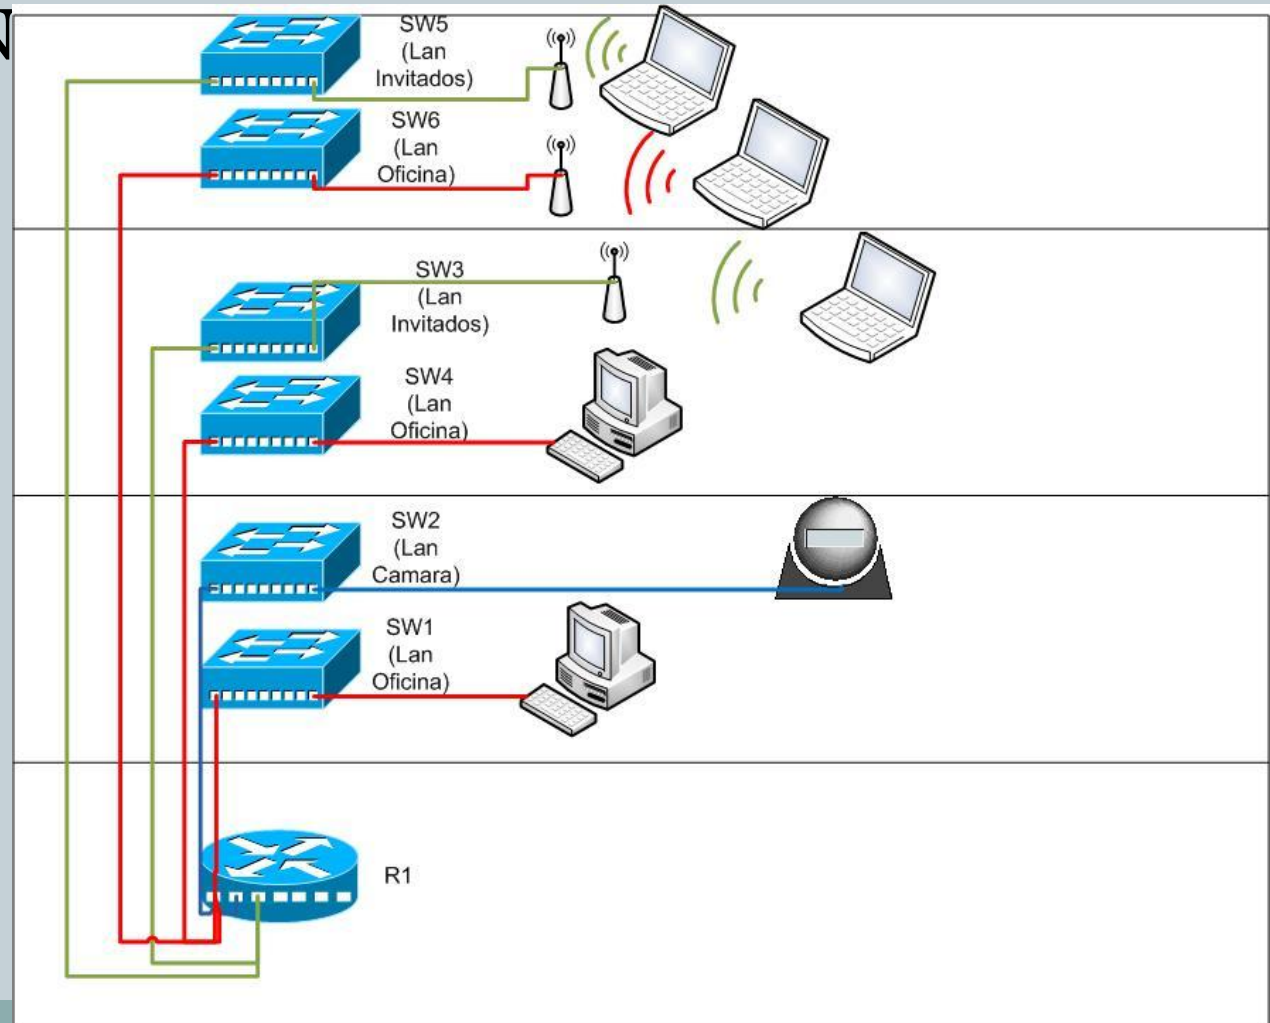 N
SW5
(Lan
Invitados)
SW6
(Lan
Oficina)
SW3
(Lan
Invitados)
SW4
(Lan
Oficina)
SW2
(Lan
Camara)
SW1
(Lan
Oficina)
R1